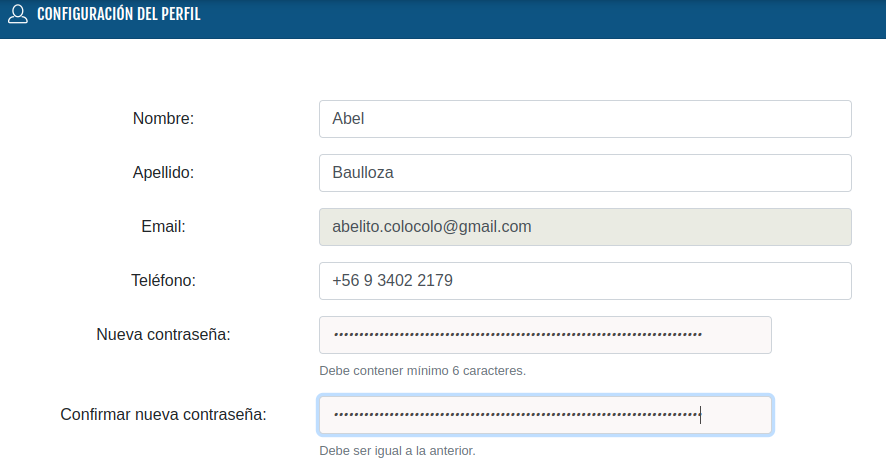 CONFIGURACIÓN DEL PERFIL
Nombre: Abel
Apellido: Baulloza
Email: abelito.colocolo@gmail.com
Teléfono: +56 9 3402 2179
Nueva contraseña:
Debe contener mínimo 6 caracteres.
Confirmar nueva contraseña:
Debe ser igual a la anterior.